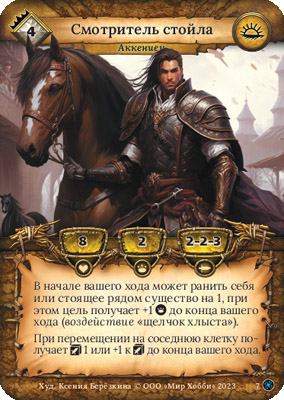 4
Смотритель стойла
Аккениец
8
2
2-2-3
В начале вашего хода может ранить себя
или стоящее рядом существо на 1, при
этом цель получает +1 до конца вашего
хода (воздействие «щелчок хлыста»).
При перемещении на соседнюю клетку по-
лучает 1 или +1 к до конца вашего хода.
Худ. Ксения Берёзкина © ООО «Мир Хобби» 2023
7